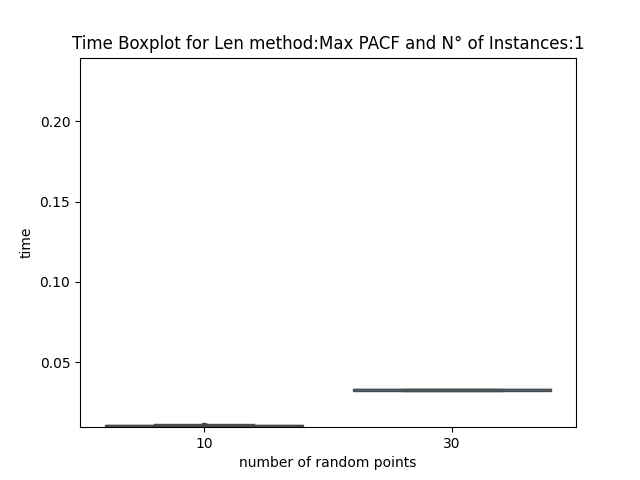 Time Boxplot for Len method:Max PACF and N° of Instances:1
0.20
0.15
0.10
0.05
time
10
30
number of random points